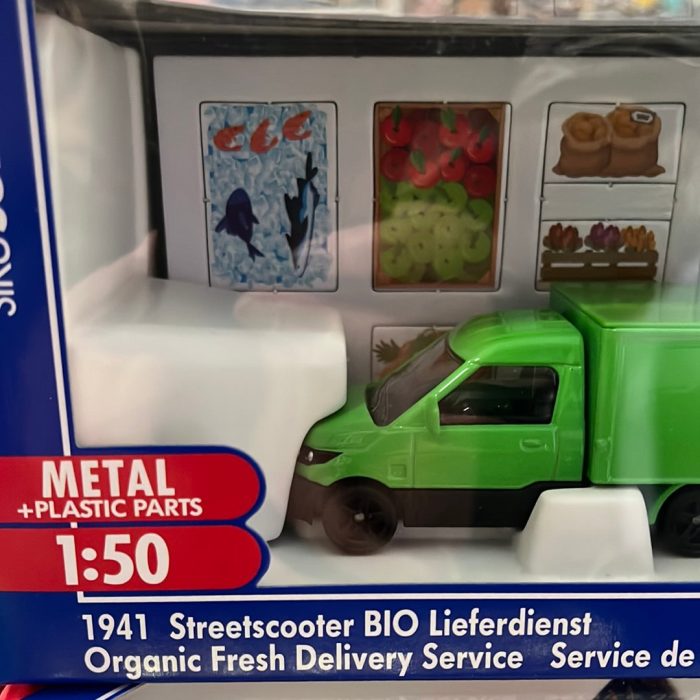 METAL
+PLASTIC PARTS
1:50
1941 Streetscooter BIO Lieferdienst
Organic Fresh Delivery Service Service de